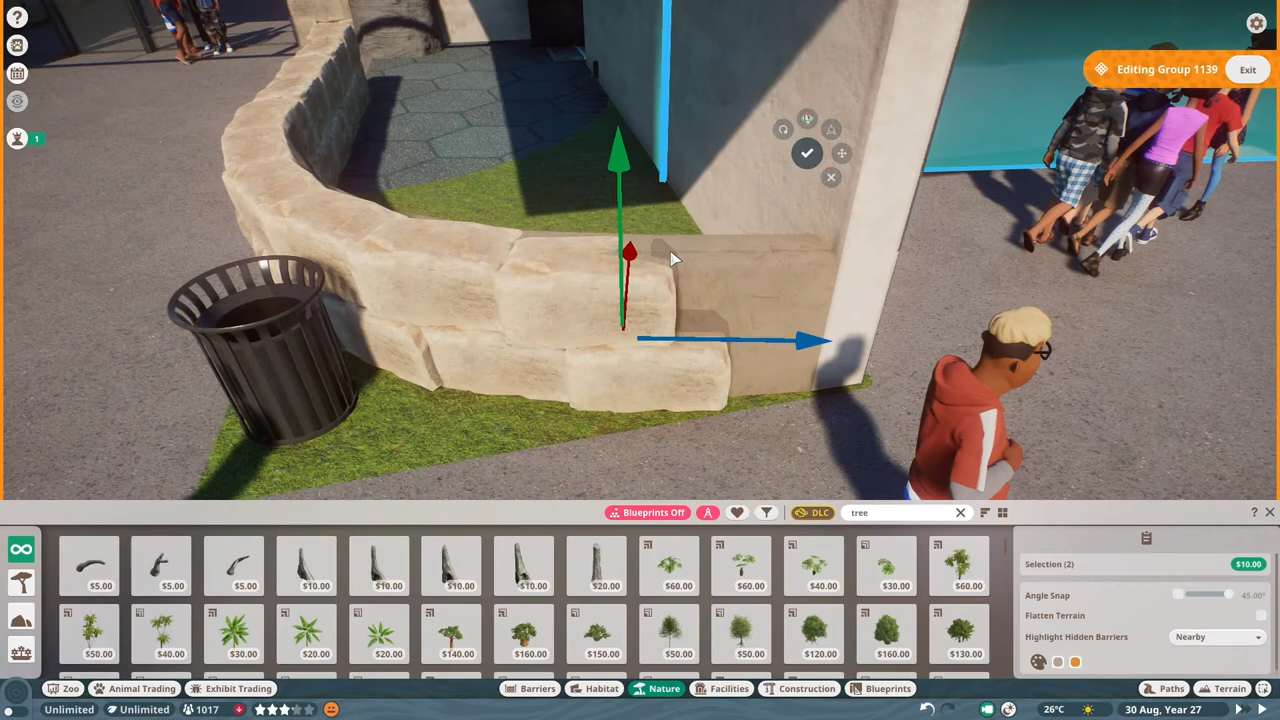 ?
Editing Group 1139
Exit
1
Blueprints Off
DLC
tree
?
$5.00
$5.00
$5.00
$10.00
$10.00
$10.00
$10.00
$20.00
$60.00
$60.00
$40.00
$30.00
$60.00
$50.00
$40.00
$30.00
$20.00
$20.00
$140.00
$160.00
$150.00
$50.00
$50.00
$120.00
$160.00
$130.00
Selection (2)
$10.00
Angle Snap
45.00°
Flatten Terrain
Highlight Hidden Barriers
Nearby
Zoo
Animal Trading
Exhibit Trading
Barriers
Habitat
Nature
Facilities
Construction
Blueprints
Paths
Terrain
Unlimited
Unlimited
1017
26°C
30 Aug, Year 27